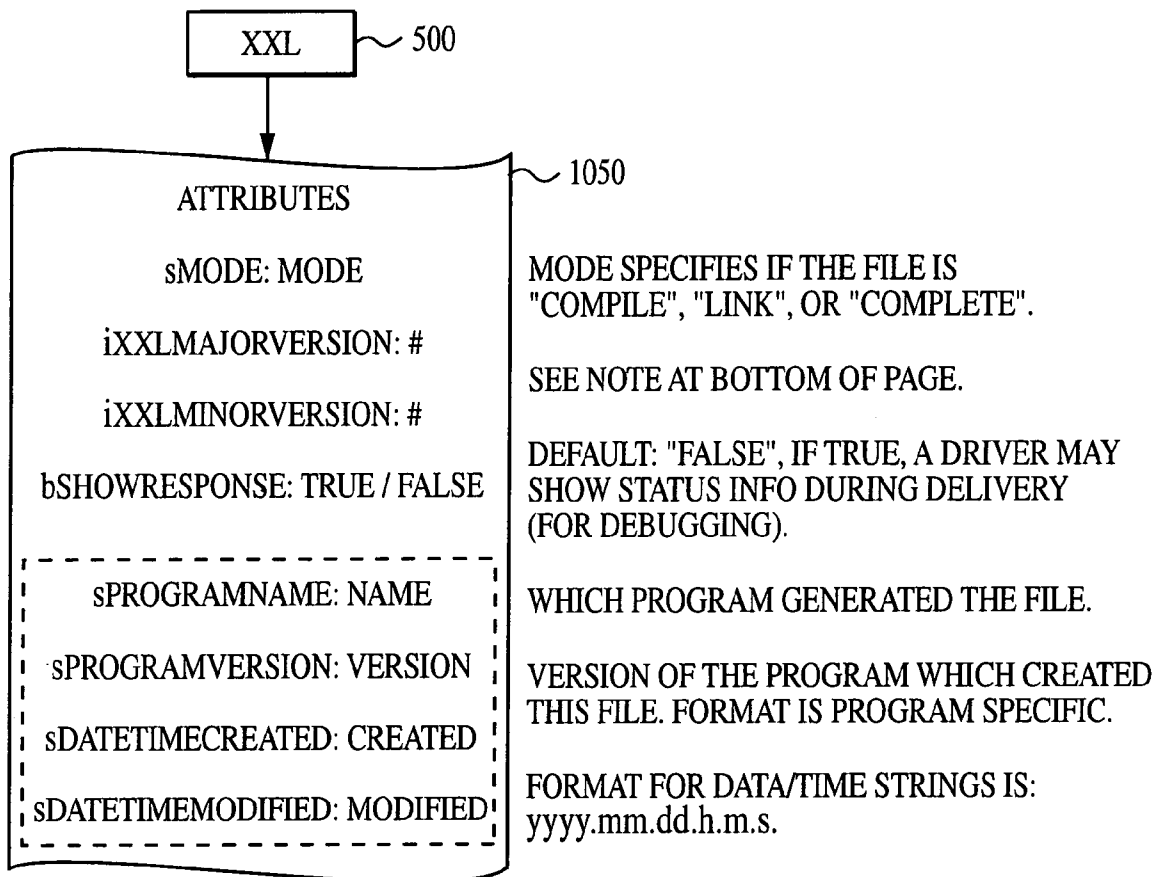 XXL
500
1050
ATTRIBUTES
sMODE: MODE
MODE SPECIFIES IF THE FILE IS
"COMPILE", "LINK", OR "COMPLETE".
iXXLMAJORVERSION: #
SEE NOTE AT BOTTOM OF PAGE.
iXXLMINORVERSION: #
bSHOWRESPONSE: TRUE / FALSE
DEFAULT: "FALSE", IF TRUE, A DRIVER MAY
SHOW STATUS INFO DURING DELIVERY
(FOR DEBUGGING).
sPROGRAMNAME: NAME
WHICH PROGRAM GENERATED THE FILE.
sPROGRAMVERSION: VERSION
VERSION OF THE PROGRAM WHICH CREATED
THIS FILE. FORMAT IS PROGRAM SPECIFIC.
sDATETIMECREATED: CREATED
sDATETIMEMODIFIED: MODIFIED
FORMAT FOR DATA/TIME STRINGS IS:
yyyy.mm.dd.h.m.s.